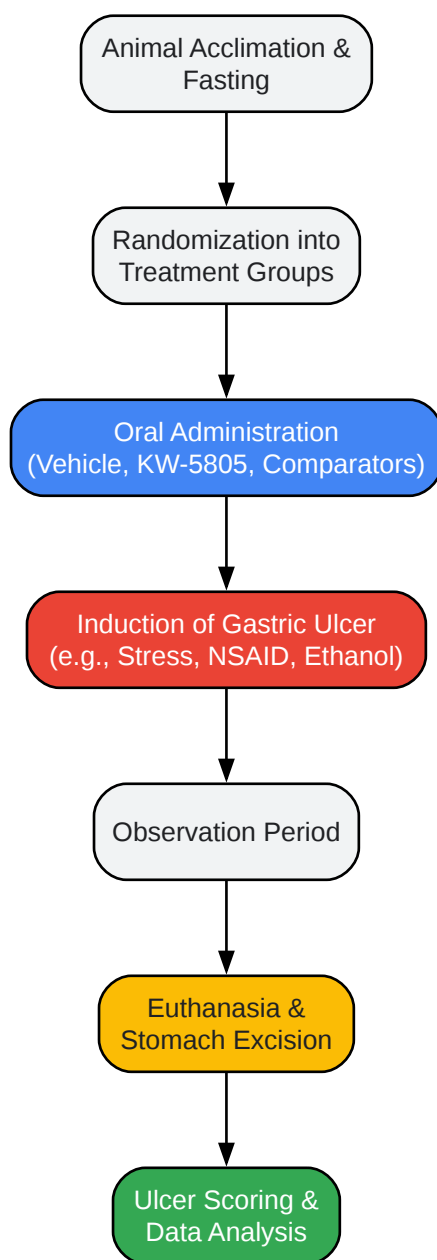 Animal Acclimation &
Fasting
Randomization into
Treatment Groups
Oral Administration
(Vehicle, KW-5805, Comparators)
Induction of Gastric Ulcer
(e.g., Stress, NSAID, Ethanol)
Observation Period
Euthanasia &
Stomach Excision
Ulcer Scoring &
Data Analysis